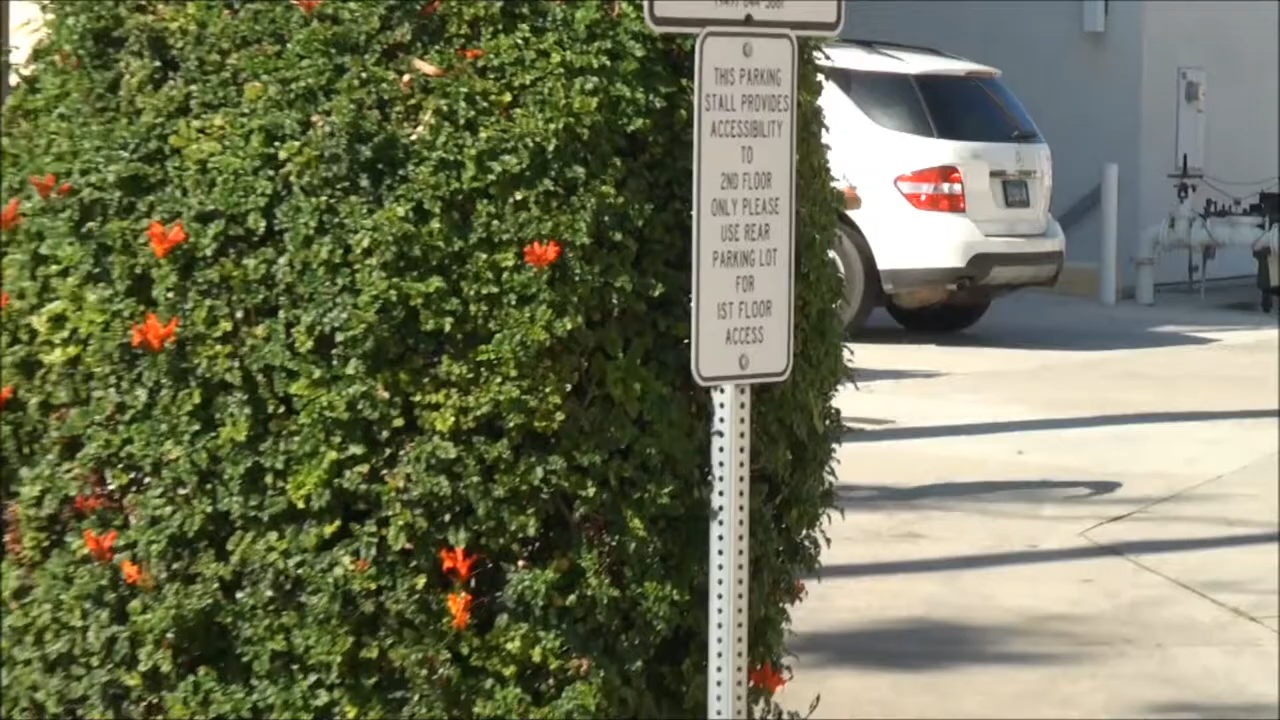 THIS PARKING
STALL PROVIDES
ACCESSIBILITY
TO
2ND FLOOR
ONLY PLEASE
USE REAR
PARKING LOT
FOR
1ST FLOOR
ACCESS